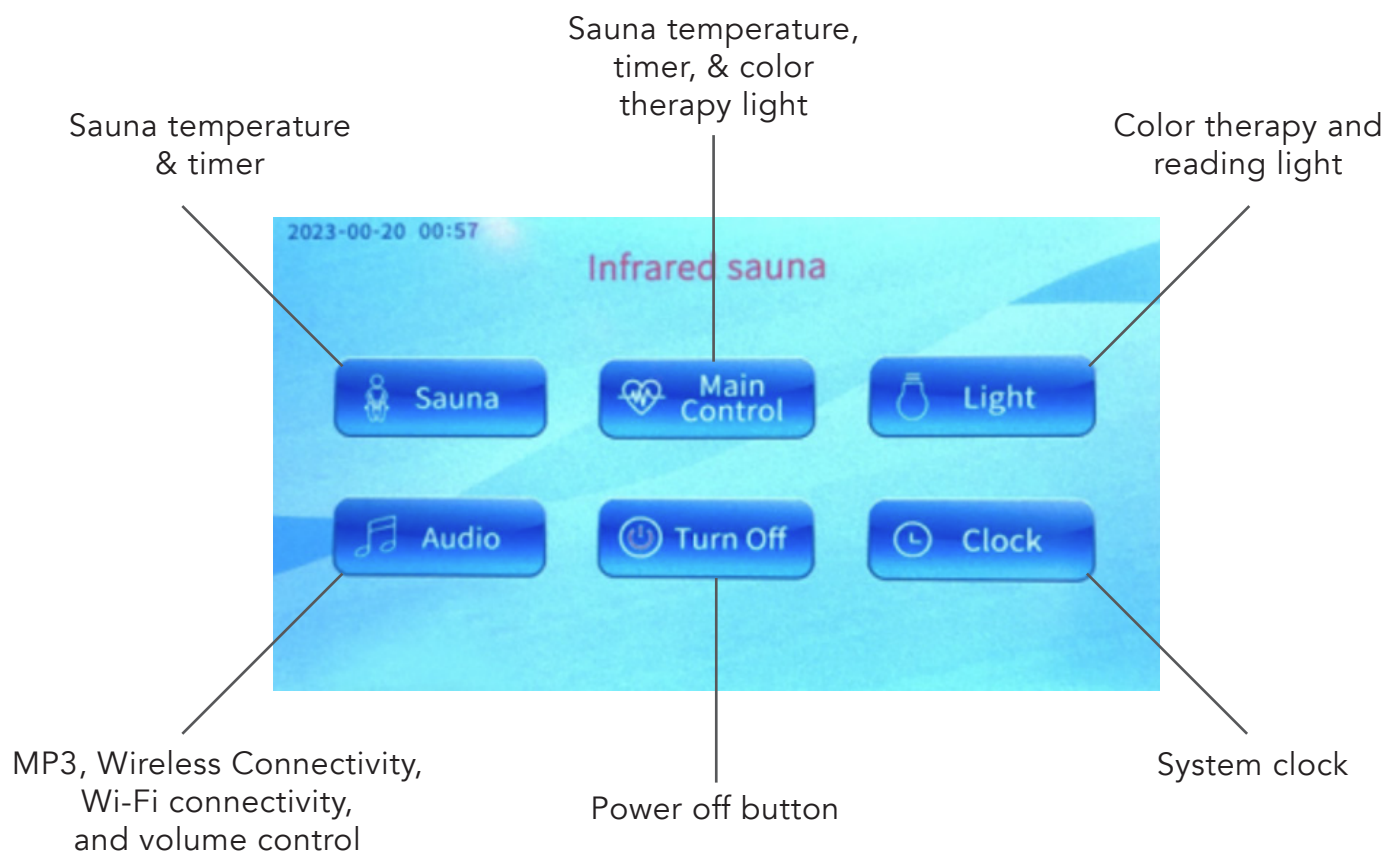 Sauna temperature,
timer, & color
therapy light
Sauna temperature
& timer
Color therapy and
reading light
2023-00-20 00:57
Infrared sauna
Sauna
Main
Control
Light
Audio
Turn Off
Clock
MP3, Wireless Connectivity,
Wi-Fi connectivity,
and volume control
Power off button
System clock